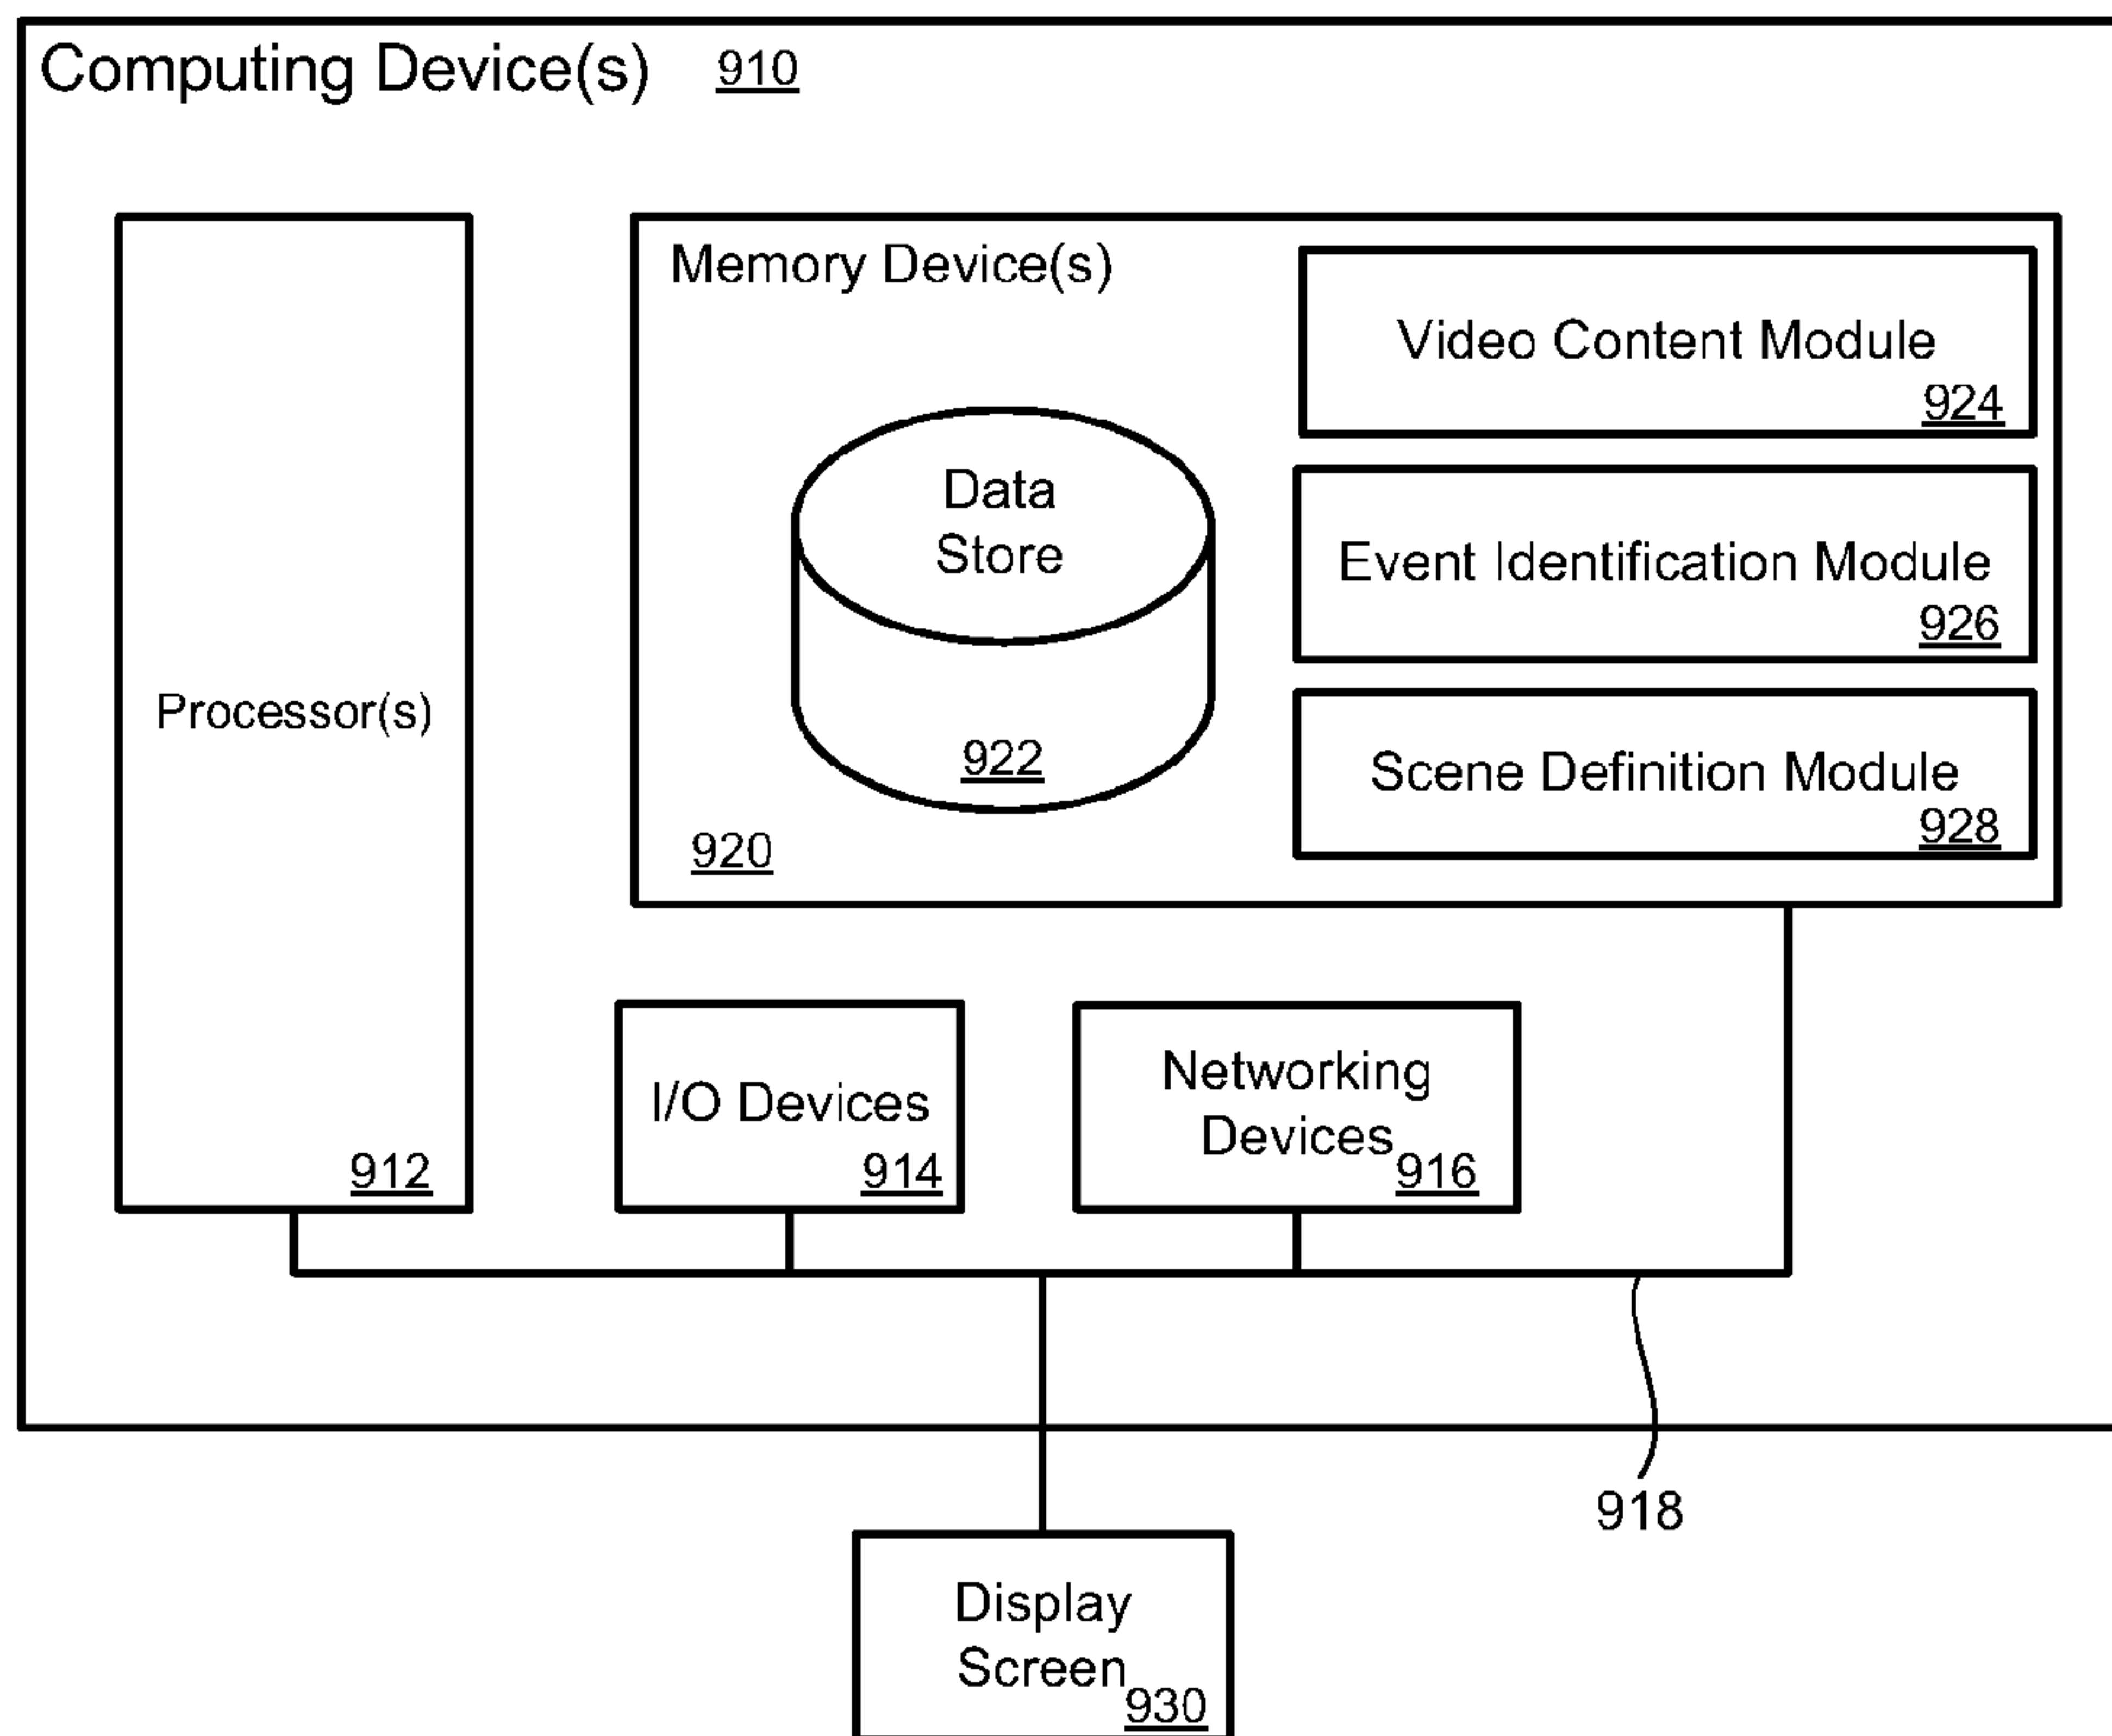 Computing Device(s) 910
Memory Device(s)
Video Content Module
924
Data
Store
922
Event Identification Module
926
Scene Definition Module
928
920
Processor(s)
912
I/O Devices
914
Networking
Devices
916
918
Display
Screen
930